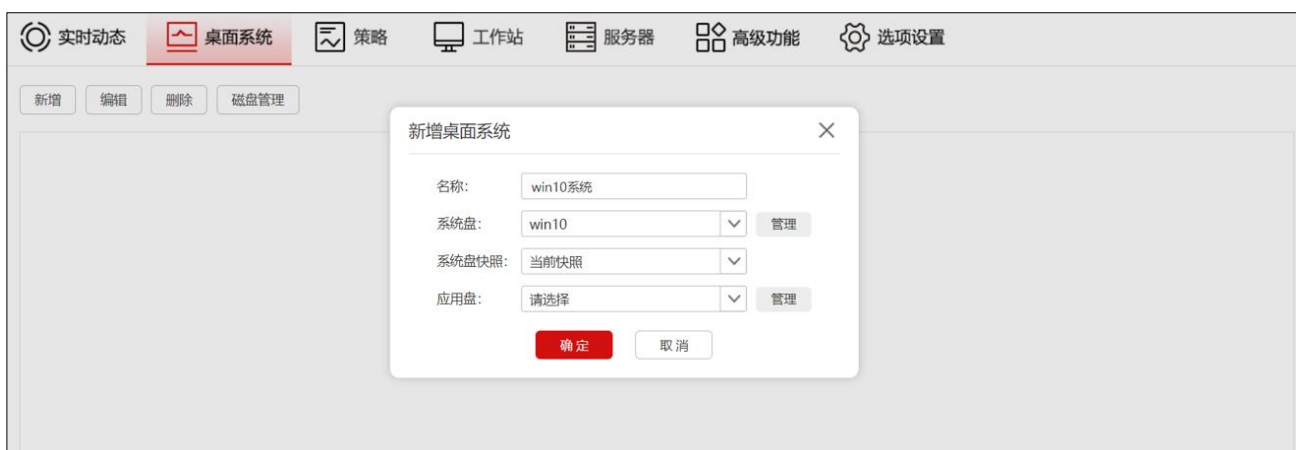 实时动态 桌面系统 策略 工作站 服务器 高级功能 选项设置
新增 编辑 删除 磁盘管理
新增桌面系统
名称: win10系统
系统盘: win10 管理
系统盘快照: 当前快照
应用盘: 请选择 管理
确定 取消